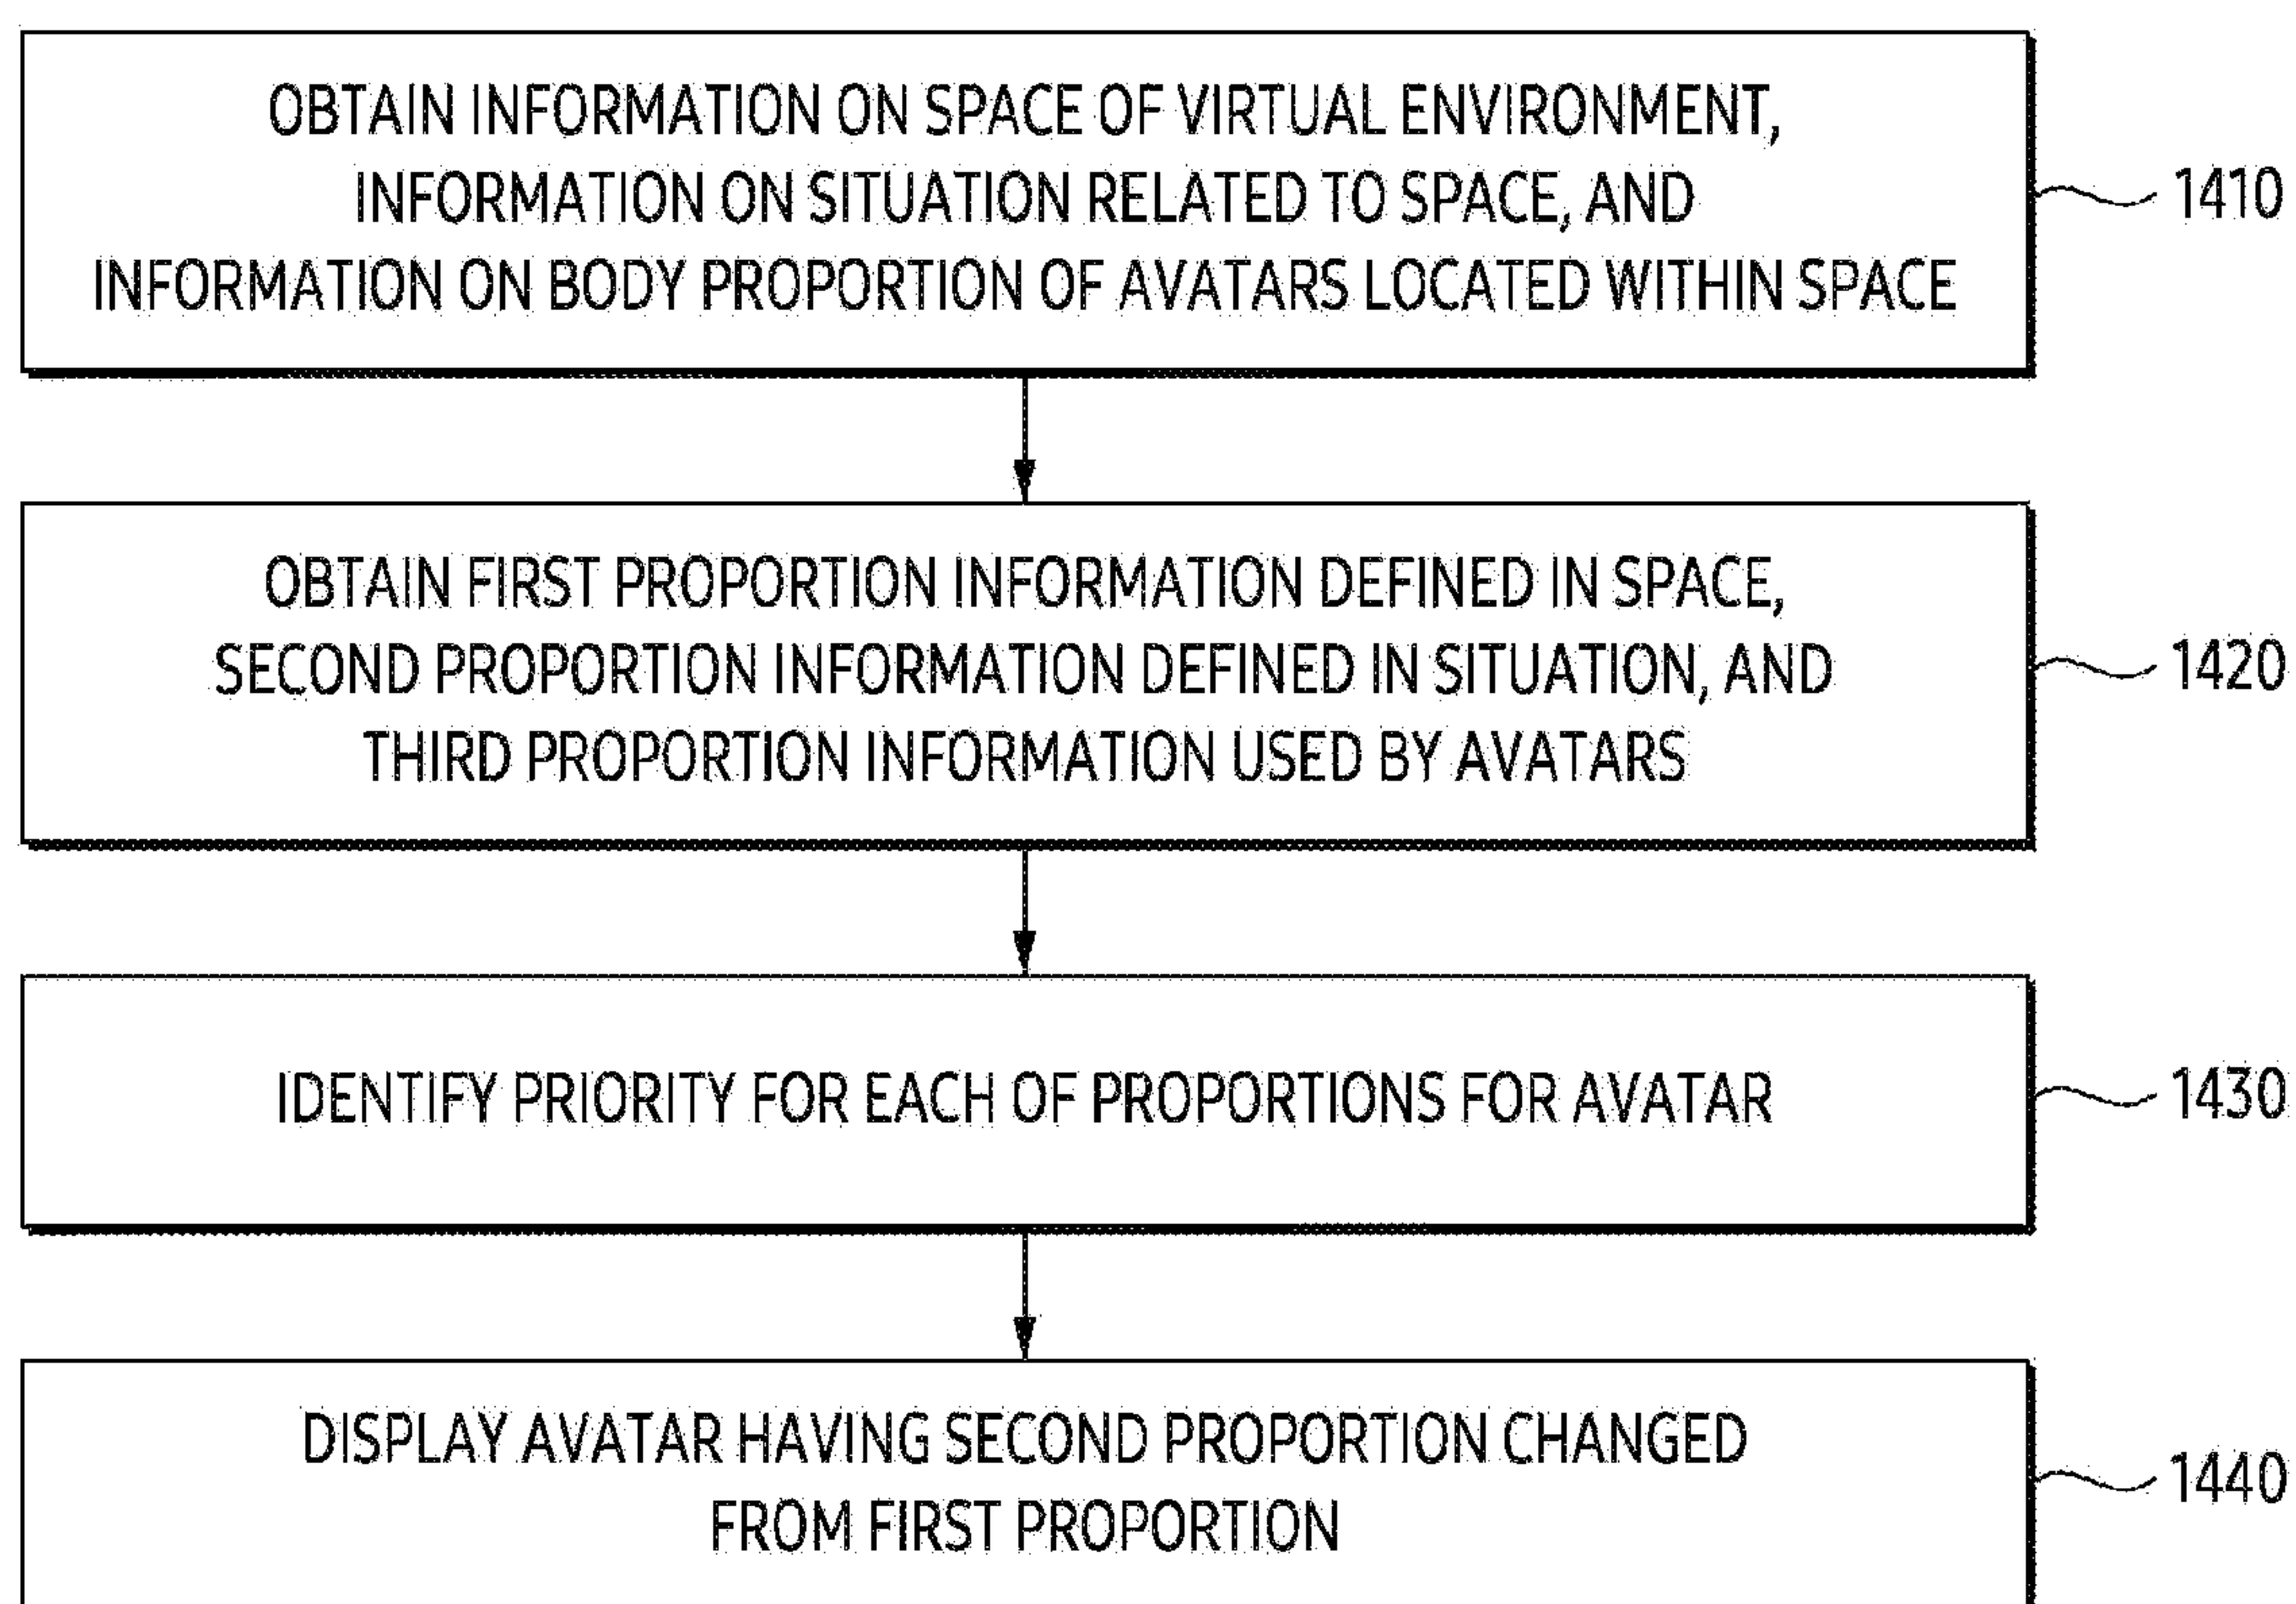 OBTAIN INFORMATION ON SPACE OF VIRTUAL ENVIRONMENT,
INFORMATION ON SITUATION RELATED TO SPACE, AND
INFORMATION ON BODY PROPORTION OF AVATARS LOCATED WITHIN SPACE
1410
OBTAIN FIRST PROPORTION INFORMATION DEFINED IN SPACE,
SECOND PROPORTION INFORMATION DEFINED IN SITUATION, AND
THIRD PROPORTION INFORMATION USED BY AVATARS
1420
IDENTIFY PRIORITY FOR EACH OF PROPORTIONS FOR AVATAR
1430
DISPLAY AVATAR HAVING SECOND PROPORTION CHANGED
FROM FIRST PROPORTION
1440